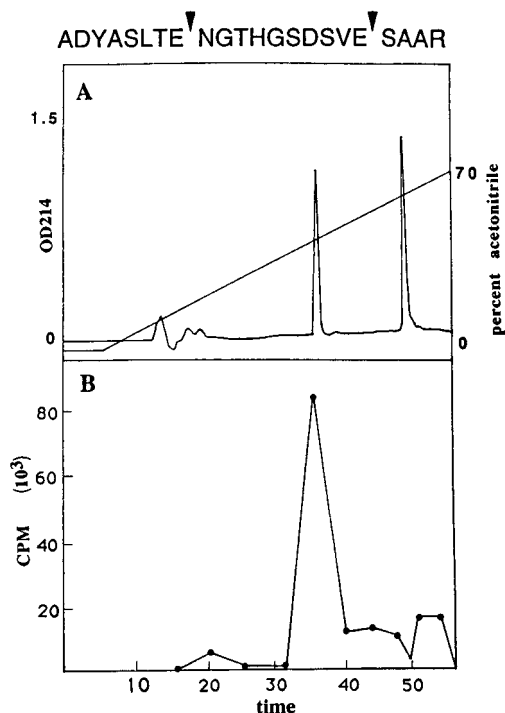 ADYASLTE NGTHGSDSVE SAAR
A
1.5
OD214
0
70
percent acetonitrile
0
B
80
60
40
20
CPM (10³)
10 20 30 40 50
time